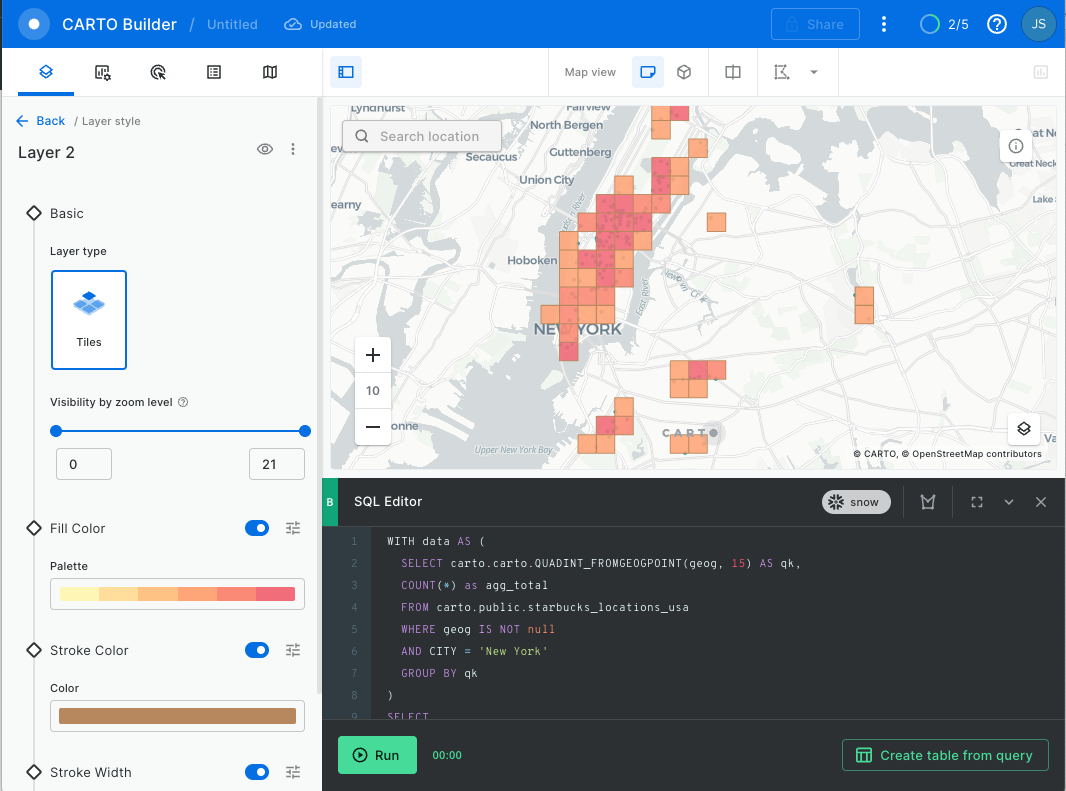 CARTO Builder / Untitled Updated Share 2/5 JS
Map view
Back / Layer style
Layer 2
Basic
Layer type
Tiles
Visibility by zoom level
0 21
Fill Color
Palette
Stroke Color
Color
Stroke Width
Search location
Lyndhurst
Fairview
North Bergen
Secaucus
Guttenberg
Union City
earny
Hoboken
East River
NEW YORK
10
onne
Upper New York Bay
CARTO
Great Neck
Lake
Va
© CARTO, © OpenStreetMap contributors
B SQL Editor snow
1 WITH data AS (
2 SELECT carto.carto.QUADINT_FROMGEOGPOINT(geog, 15) AS qk,
3 COUNT(*) as agg_total
4 FROM carto.public.starbucks_locations_usa
5 WHERE geog IS NOT null
6 AND CITY = 'New York'
7 GROUP BY qk
8 )
9 SELECT
Run 00:00 Create table from query